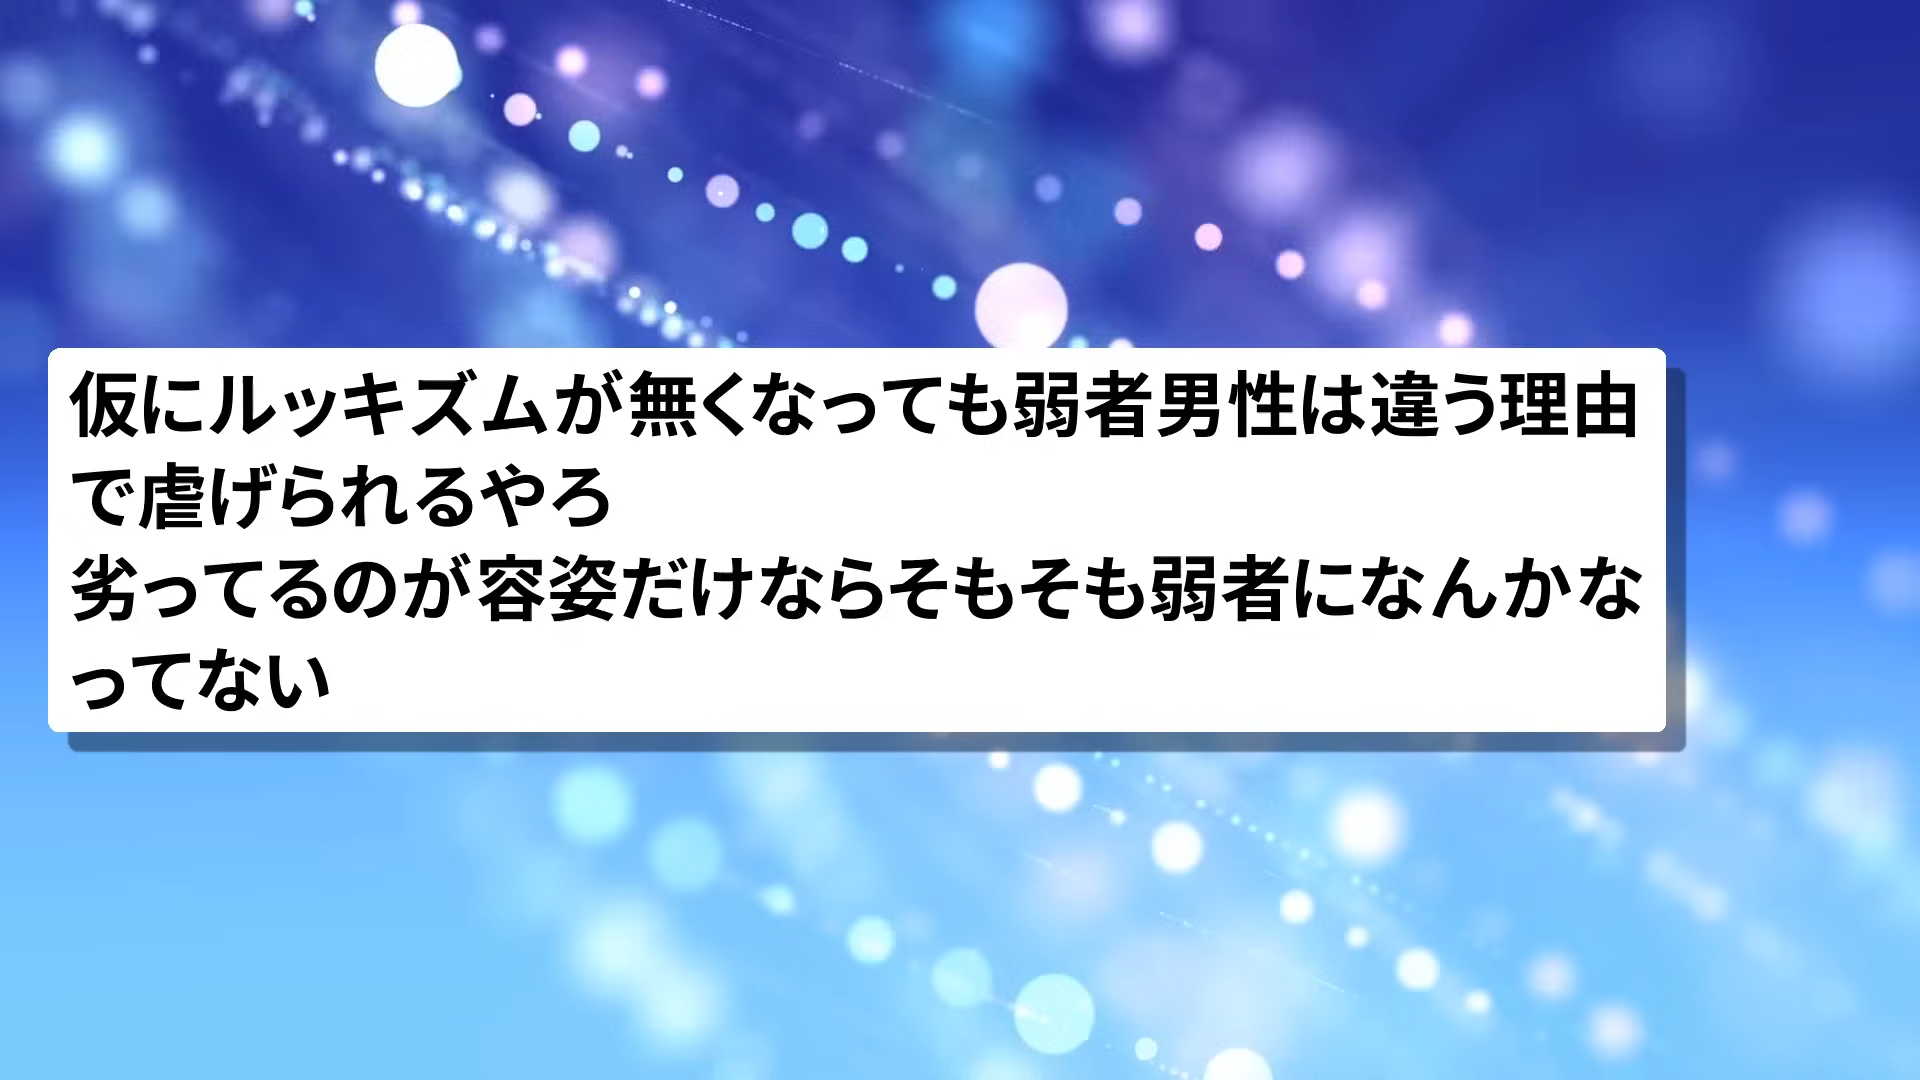 仮にルッキズムが無くなっても弱者男性は違う理由
で虐げられるやろ
劣ってるのが容姿だけならそもそも弱者になんかな
ってない